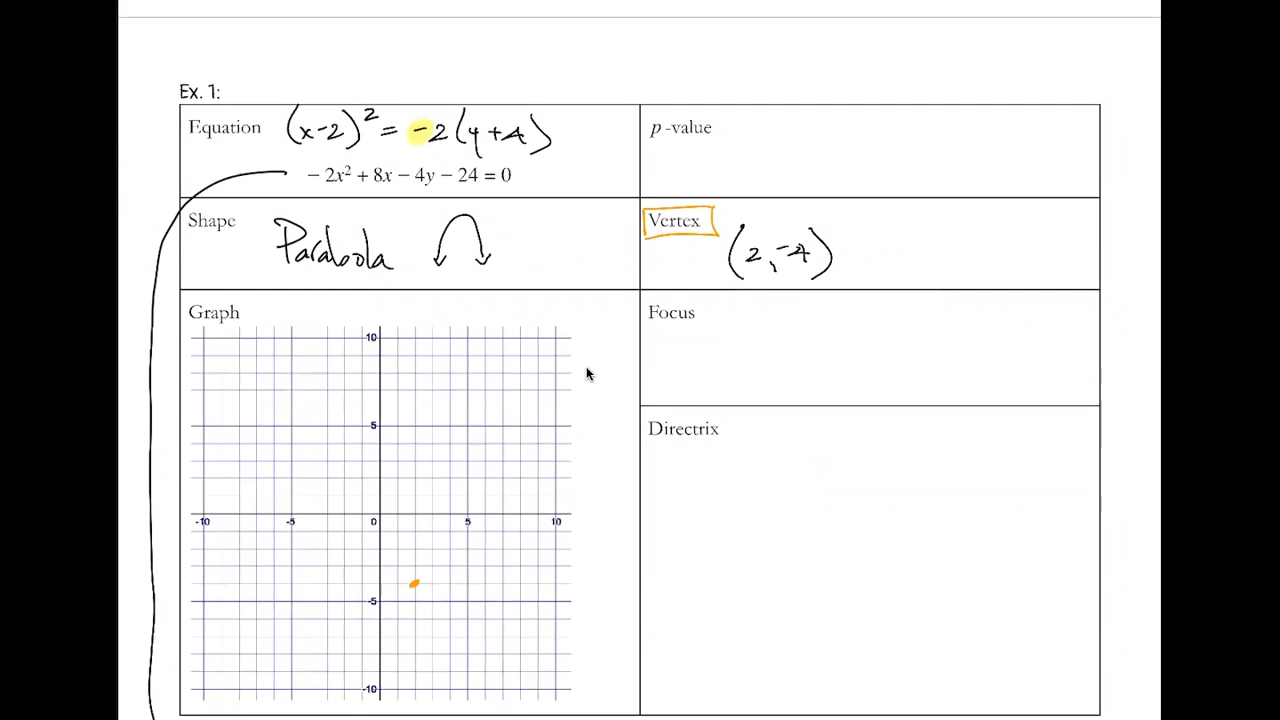 Ex. 1:
Equation (x-2)² = -2(y+4)
− 2x² + 8x − 4y − 24 = 0
p -value
Shape Parabola
Vertex
(2, -4)
Graph
10
5
-10 -5 0 5 10
-5
-10
Focus
Directrix